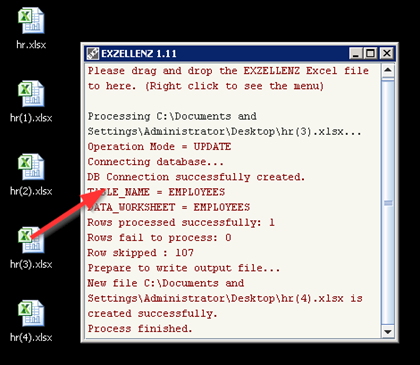 hr.xlsx
hr(1).xlsx
hr(2).xlsx
hr(3).xlsx
hr(4).xlsx
EXZELLENZ 1.11
Please drag and drop the EXZELLENZ Excel file
to here. (Right click to see the menu)
Processing C:\Documents and
Settings\Administrator\Desktop\hr(3).xlsx...
Operation Mode = UPDATE
Connecting database...
DB Connection successfully created.
TABLE_NAME = EMPLOYEES
DATA_WORKSHEET = EMPLOYEES
Rows processed successfully: 1
Rows fail to process: 0
Row skipped : 107
Prepare to write output file...
New file C:\Documents and
Settings\Administrator\Desktop\hr(4).xlsx is
created successfully.
Process finished.